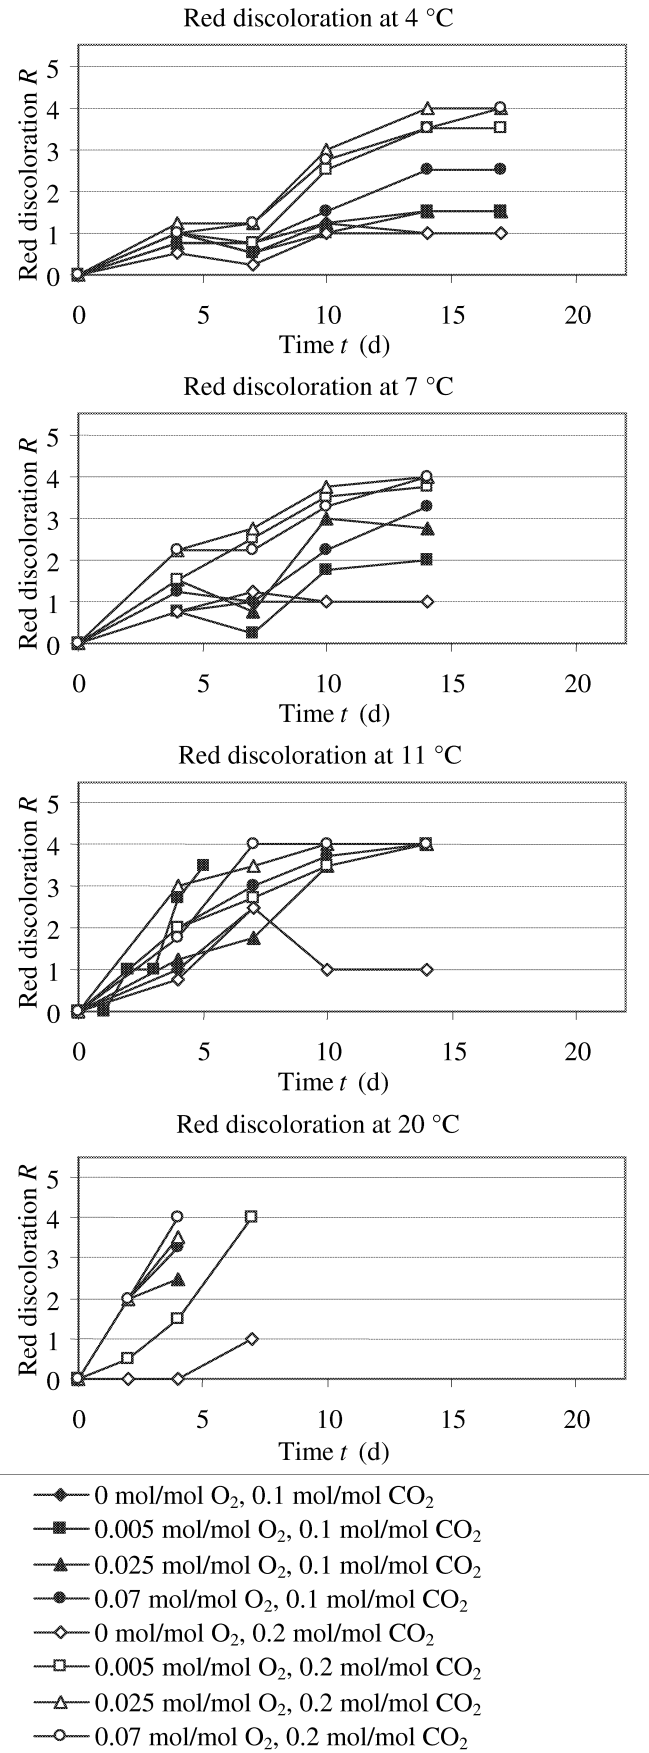 Red discoloration at 4 °C
Red discoloration R
5
4
3
2
1
0
0 5 10 15 20
Time t (d)
Red discoloration at 7 °C
Red discoloration R
5
4
3
2
1
0
0 5 10 15 20
Time t (d)
Red discoloration at 11 °C
Red discoloration R
5
4
3
2
1
0
0 5 10 15 20
Time t (d)
Red discoloration at 20 °C
Red discoloration R
5
4
3
2
1
0
0 5 10 15 20
Time t (d)
0 mol/mol O₂, 0.1 mol/mol CO₂
0.005 mol/mol O₂, 0.1 mol/mol CO₂
0.025 mol/mol O₂, 0.1 mol/mol CO₂
0.07 mol/mol O₂, 0.1 mol/mol CO₂
0 mol/mol O₂, 0.2 mol/mol CO₂
0.005 mol/mol O₂, 0.2 mol/mol CO₂
0.025 mol/mol O₂, 0.2 mol/mol CO₂
0.07 mol/mol O₂, 0.2 mol/mol CO₂